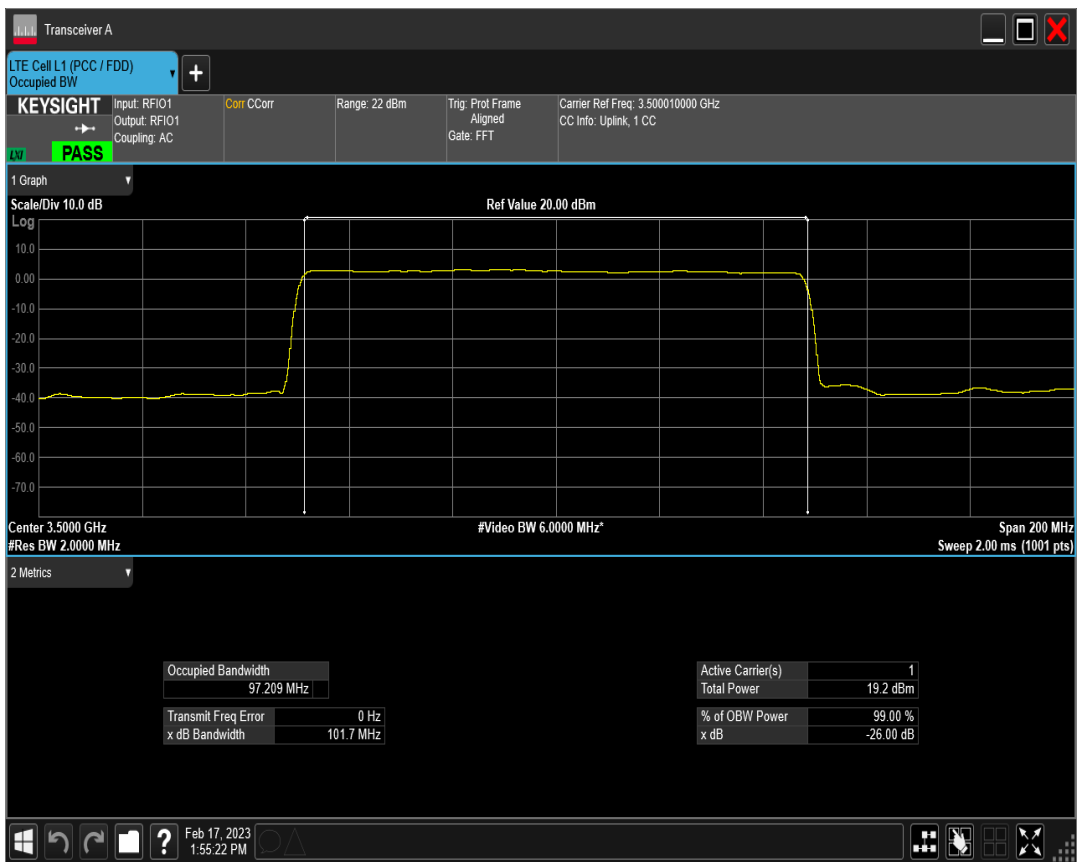 Transceiver A
LTE Cell L1 (PCC / FDD)
Occupied BW
+
KEYSIGHT
LXI
PASS
Input: RFIO1
Output: RFIO1
Coupling: AC
Corr CCorr
Range: 22 dBm
Trig: Prot Frame
Aligned
Gate: FFT
Carrier Ref Freq: 3.500010000 GHz
CC Info: Uplink, 1 CC
1 Graph
Scale/Div 10.0 dB
Ref Value 20.00 dBm
Log
10.0
0.00
-10.0
-20.0
-30.0
-40.0
-50.0
-60.0
-70.0
Center 3.5000 GHz
#Video BW 6.0000 MHz*
Span 200 MHz
#Res BW 2.0000 MHz
Sweep 2.00 ms (1001 pts)
2 Metrics
Occupied Bandwidth
97.209 MHz
Transmit Freq Error 0 Hz
x dB Bandwidth 101.7 MHz
Active Carrier(s) 1
Total Power 19.2 dBm
% of OBW Power 99.00 %
x dB -26.00 dB
?
Feb 17, 2023
1:55:22 PM